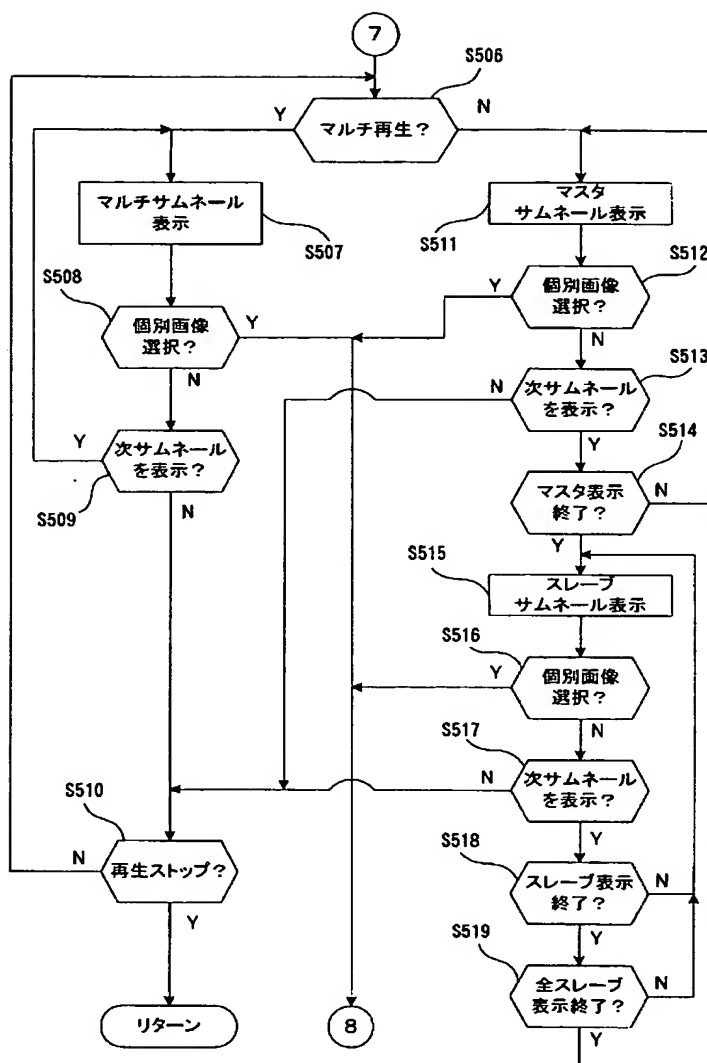 7
S506
Y
マルチ再生？
N
マルチサムネール
表示
S507
マスタ
サムネール表示
S511
S508
個別画像
選択？
Y
N
S512
Y
個別画像
選択？
N
S513
N
次サムネール
を表示？
Y
Y
次サムネール
を表示？
S509
N
S514
マスタ表示
終了？
N
Y
S515
スレーブ
サムネール表示
S516
Y
個別画像
選択？
N
S517
N
次サムネール
を表示？
Y
S510
N
再生ストップ？
Y
S518
スレーブ表示
終了？
N
Y
S519
全スレーブ
表示終了？
N
Y
リターン
8